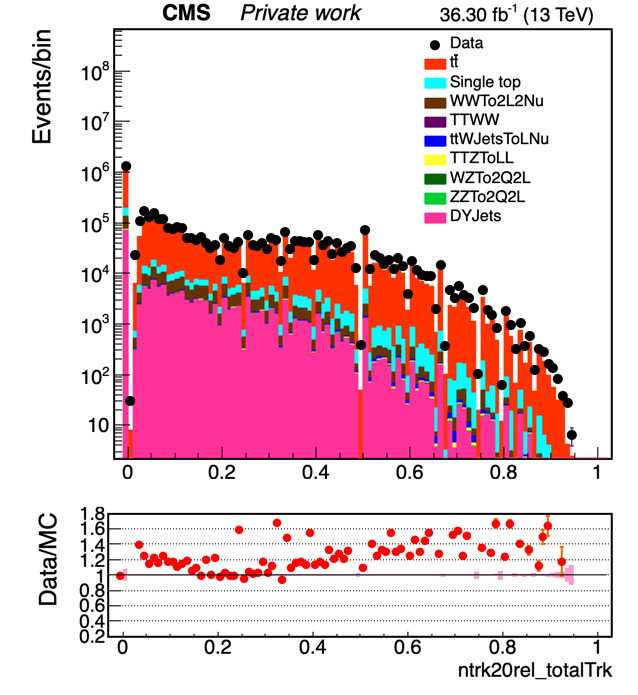 CMS Private work 36.30 fb⁻¹ (13 TeV)
Events/bin
Data
tt̄
Single top
WWTo2L2Nu
TTWW
ttWJetsToLNu
TTZToLL
WZTo2Q2L
ZZTo2Q2L
DYJets
10⁸
10⁷
10⁶
10⁵
10⁴
10³
10²
10
0 0.2 0.4 0.6 0.8 1
Data/MC
1.8
1.6
1.4
1.2
1
0.8
0.6
0.4
0.2
0 0.2 0.4 0.6 0.8 1
ntrk20rel_totalTrk